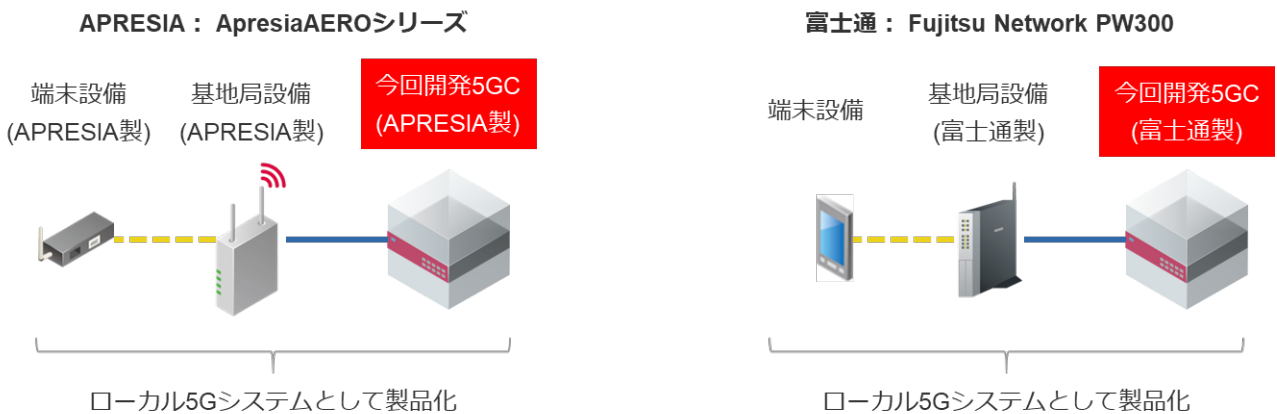 APRESIA： ApresiaAEROシリーズ
端末設備
(APRESIA製)
基地局設備
(APRESIA製)
今回開発5GC
(APRESIA製)
ローカル5Gシステムとして製品化
富士通： Fujitsu Network PW300
端末設備
基地局設備
(富士通製)
今回開発5GC
(富士通製)
ローカル5Gシステムとして製品化